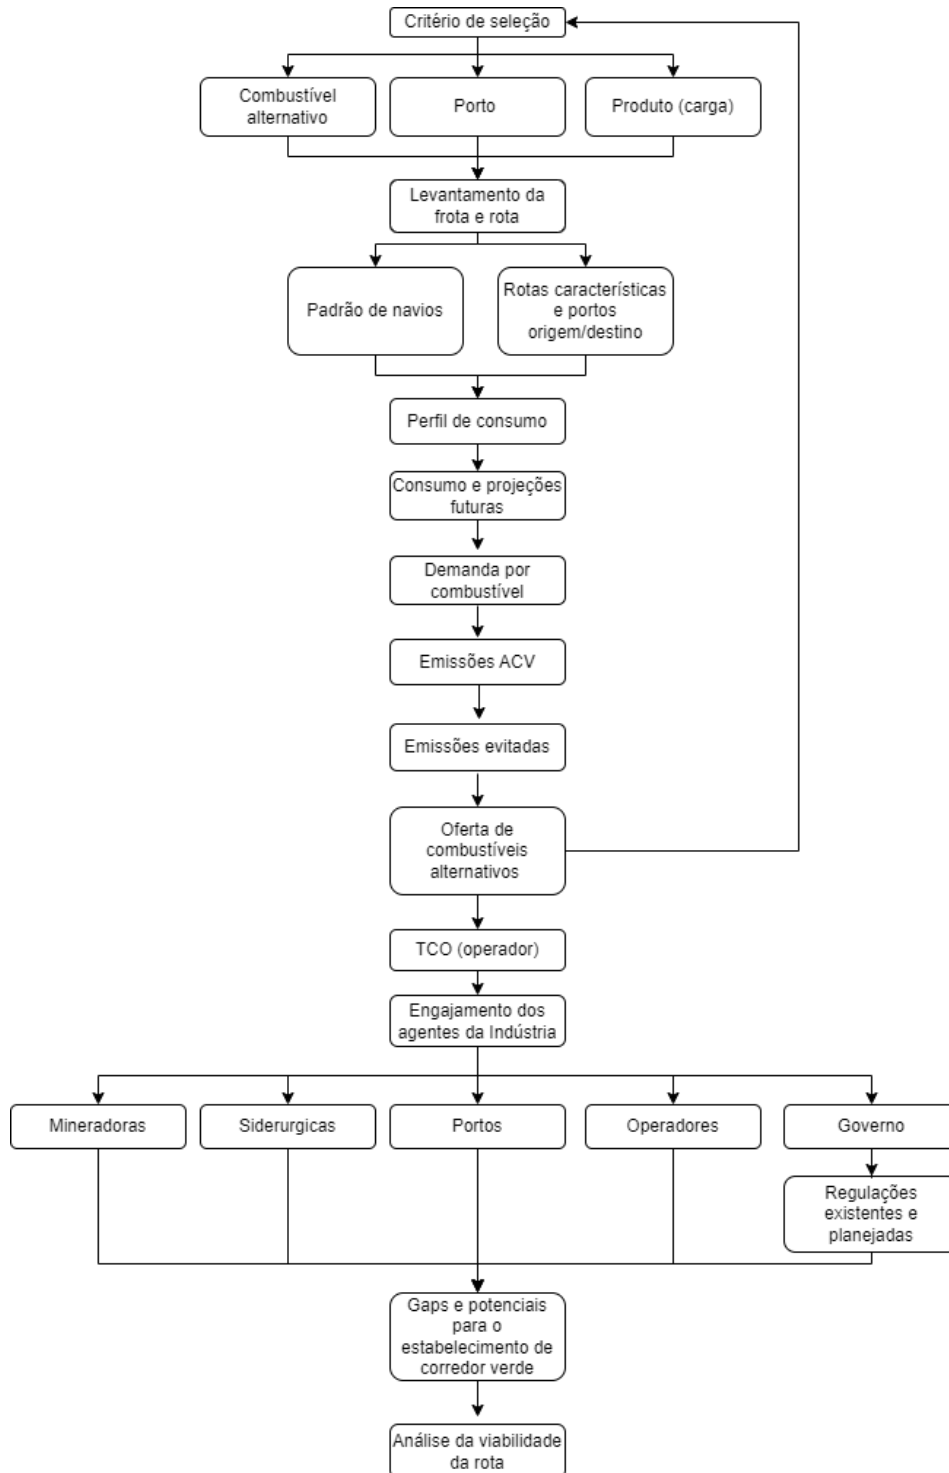 Critério de seleção
Combustível
alternativo
Porto
Produto (carga)
Levantamento da
frota e rota
Padrão de navios
Rotas características
e portos
origem/destino
Perfil de consumo
Consumo e projeções
futuras
Demanda por
combustível
Emissões ACV
Emissões evitadas
Oferta de
combustíveis
alternativos
TCO (operador)
Engajamento dos
agentes da Indústria
Mineradoras
Siderurgicas
Portos
Operadores
Governo
Regulações
existentes e
planejadas
Gaps e potenciais
para o
estabelecimento de
corredor verde
Análise da viabilidade
da rota